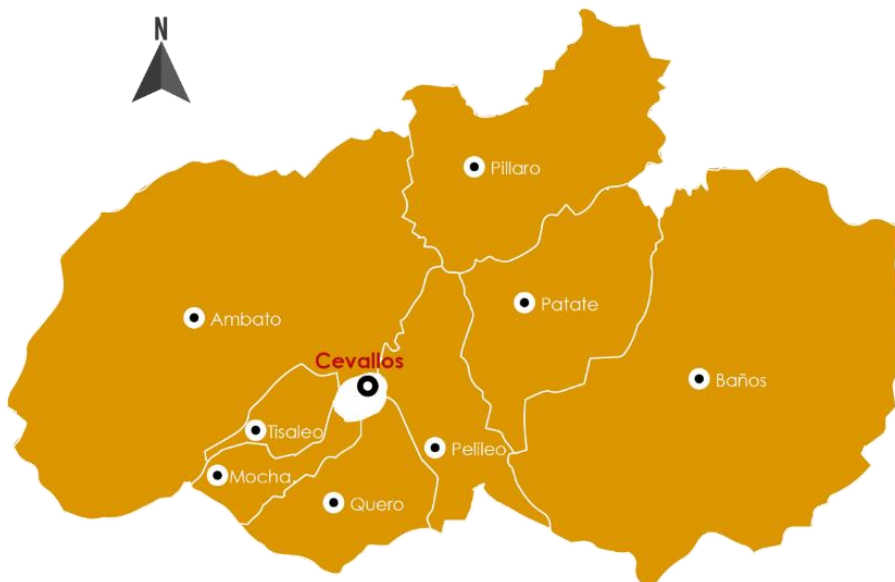 N
Pillaro
Patate
Ambato
Cevallos
Baños
Tisaleo
Pelileo
Mocha
Quero